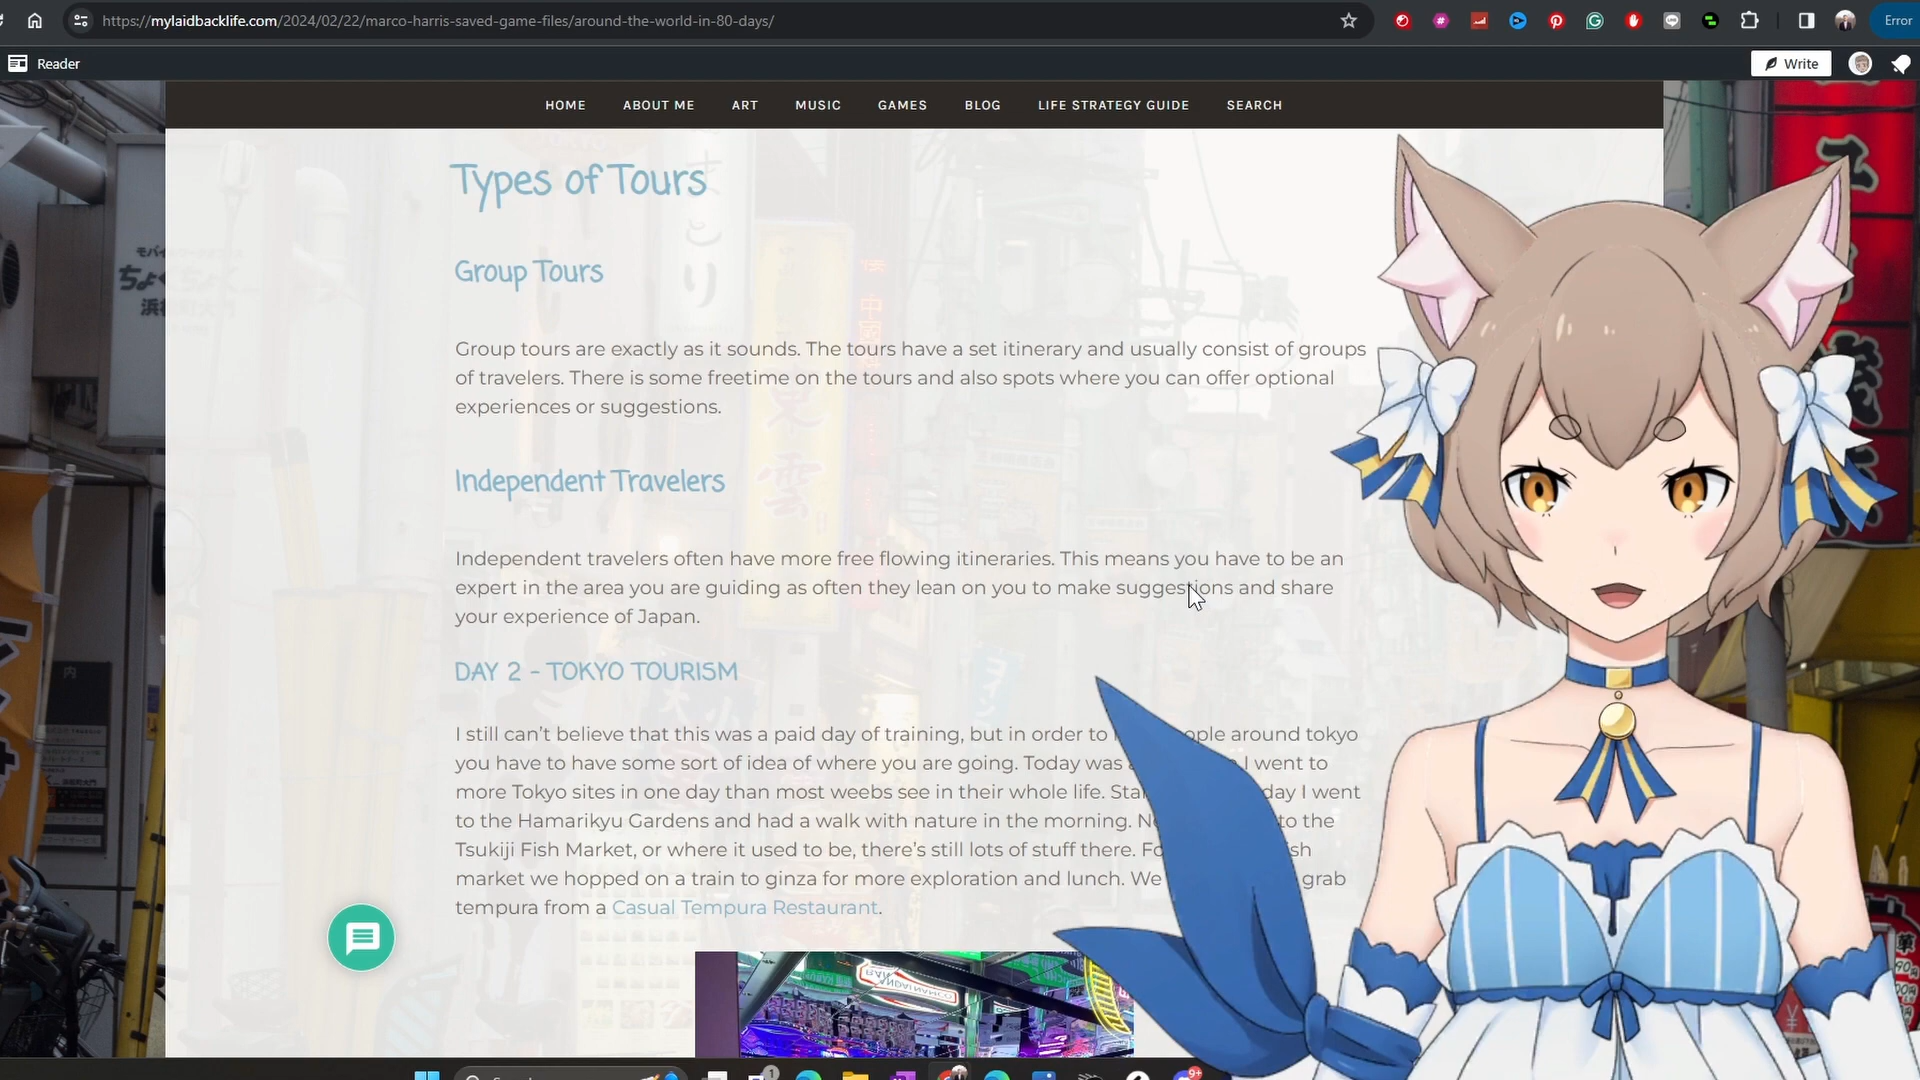 https://mylaidbacklife.com/2024/02/22/marco-harris-saved-game-files/around-the-world-in-80-days/
Error
Reader
Write
HOME ABOUT ME ART MUSIC GAMES BLOG LIFE STRATEGY GUIDE SEARCH
Types of Tours
Group Tours
Group tours are exactly as it sounds. The tours have a set itinerary and usually consist of groups
of travelers. There is some freetime on the tours and also spots where you can offer optional
experiences or suggestions.
Independent Travelers
Independent travelers often have more free flowing itineraries. This means you have to be an
expert in the area you are guiding as often they lean on you to make suggestions and share
your experience of Japan.
DAY 2 - TOKYO TOURISM
I still can't believe that this was a paid day of training, but in order to around tokyo
you have to have some sort of idea of where you are going. Today was I went to
more Tokyo sites in one day than most weebs see in their whole life. day I went
to the Hamarikyu Gardens and had a walk with nature in the morning. to the
Tsukiji Fish Market, or where it used to be, there's still lots of stuff there.
market we hopped on a train to ginza for more exploration and lunch. We grab
tempura from a Casual Tempura Restaurant.
BANDAI NAMCO
1
9+